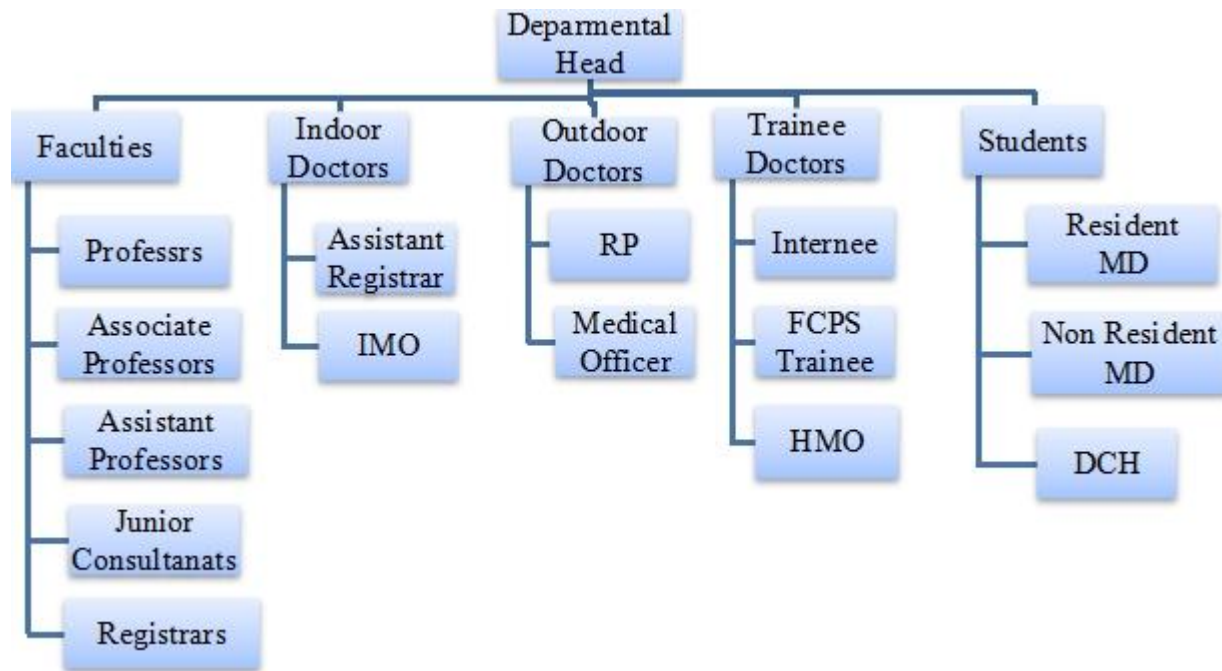 Deparmental
Head
Faculties
Indoor
Doctors
Outdoor
Doctors
Trainee
Doctors
Students
Professrs
Associate
Professors
Assistant
Professors
Junior
Consultanats
Registrars
Assistant
Registrar
IMO
RP
Medical
Officer
Internee
FCPS
Trainee
HMO
Resident
MD
Non Resident
MD
DCH